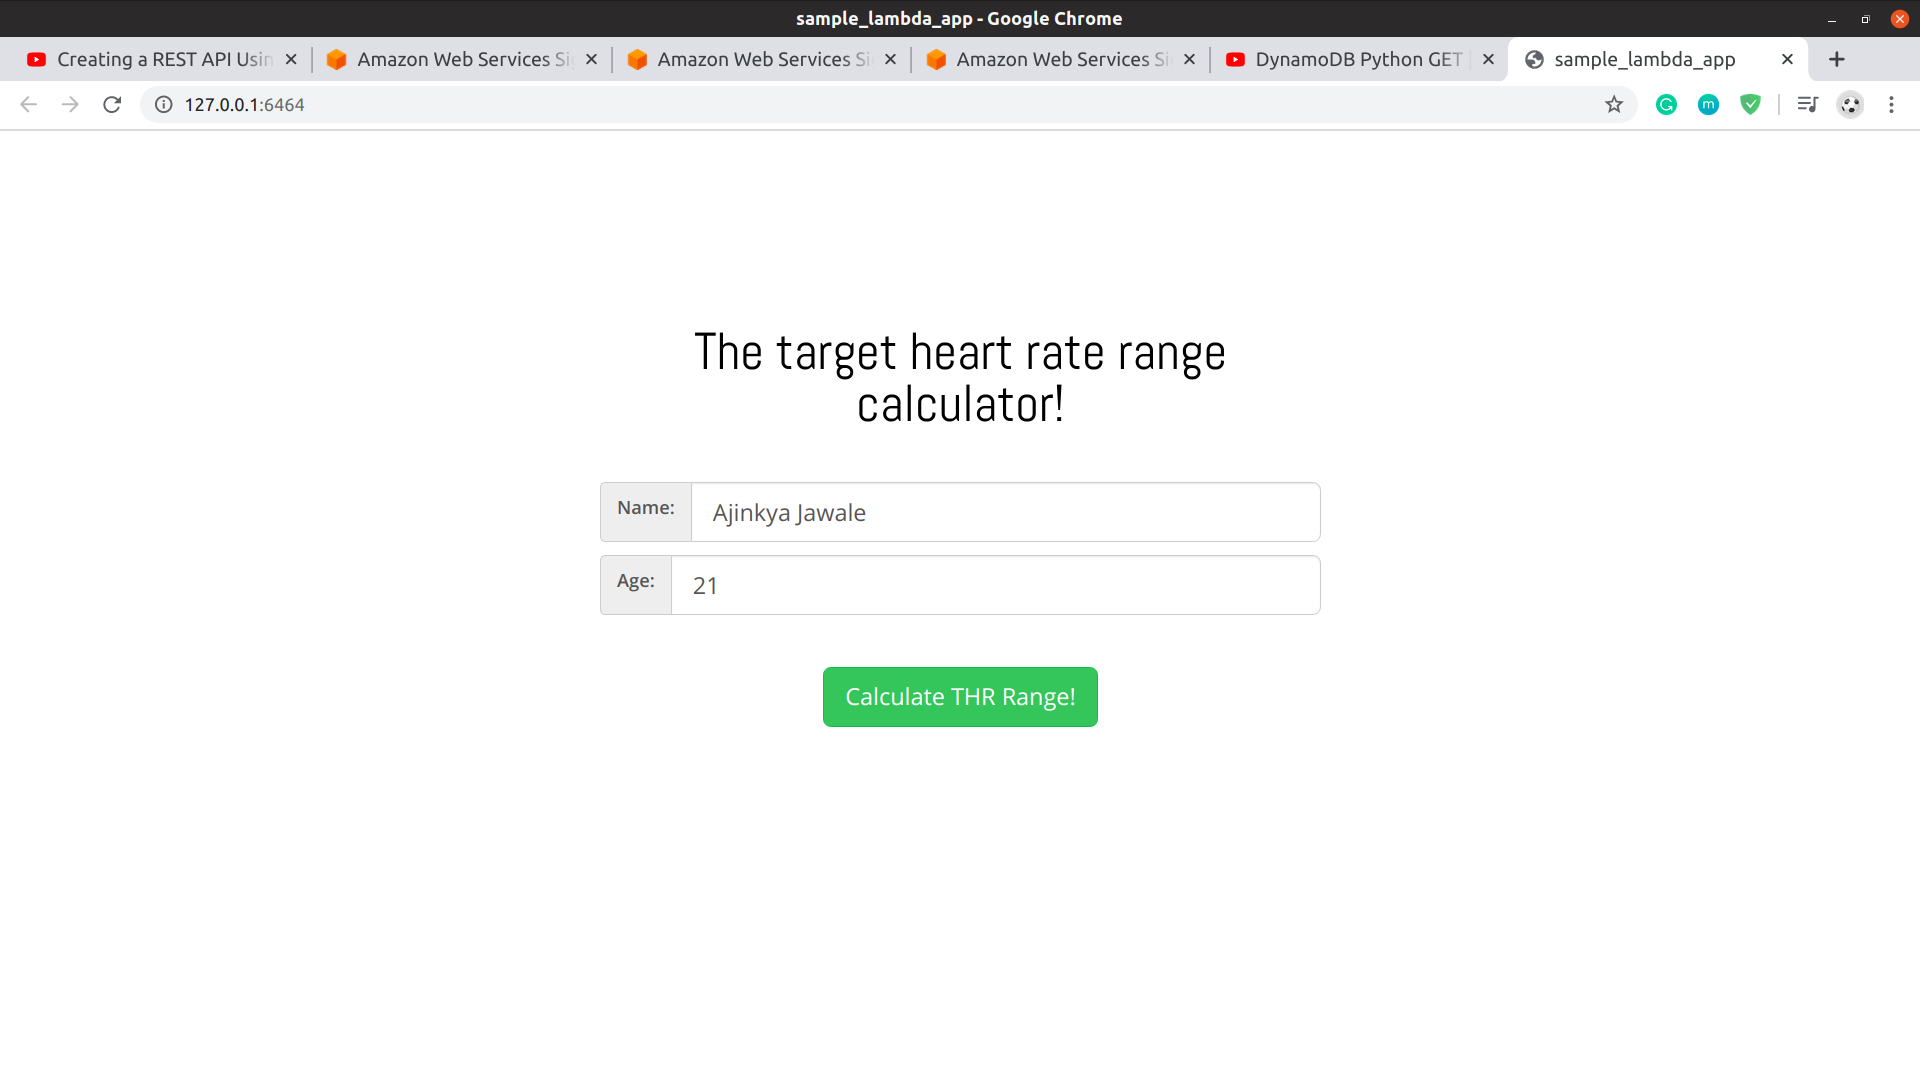 sample_lambda_app - Google Chrome
Creating a REST API Usin
Amazon Web Services Si
Amazon Web Services Si
Amazon Web Services Si
DynamoDB Python GET
sample_lambda_app
127.0.0.1:6464
m
The target heart rate range
calculator!
Name: Ajinkya Jawale
Age: 21
Calculate THR Range!